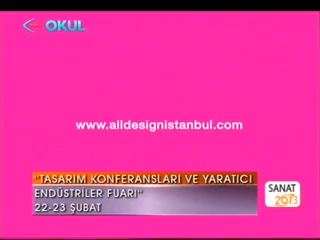 OKUL
www.alldesignistanbul.com
"TASARIM KONFERANSLARI VE YARATICI
ENDÜSTRİLER FUARI"
22-23 ŞUBAT
SANAT
2013